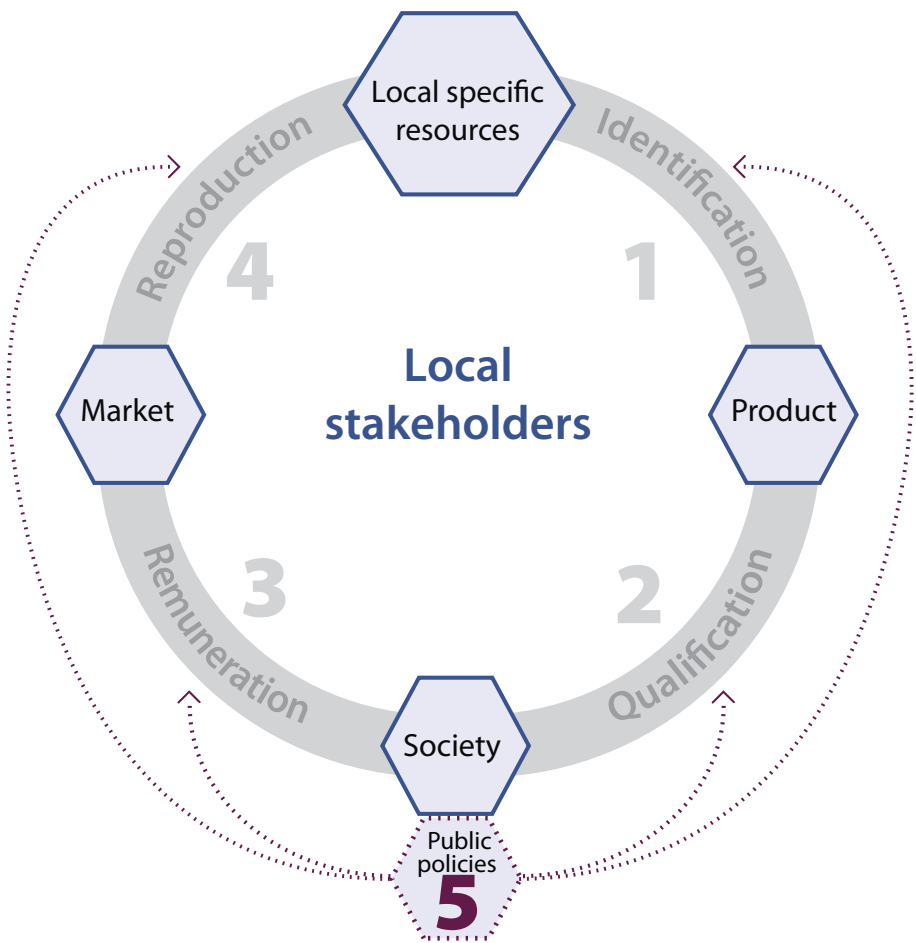 Local specific
resources
Identification
1
Product
Qualification
2
Society
Remuneration
3
Market
Reproduction
4
Local
stakeholders
Public
policies
5